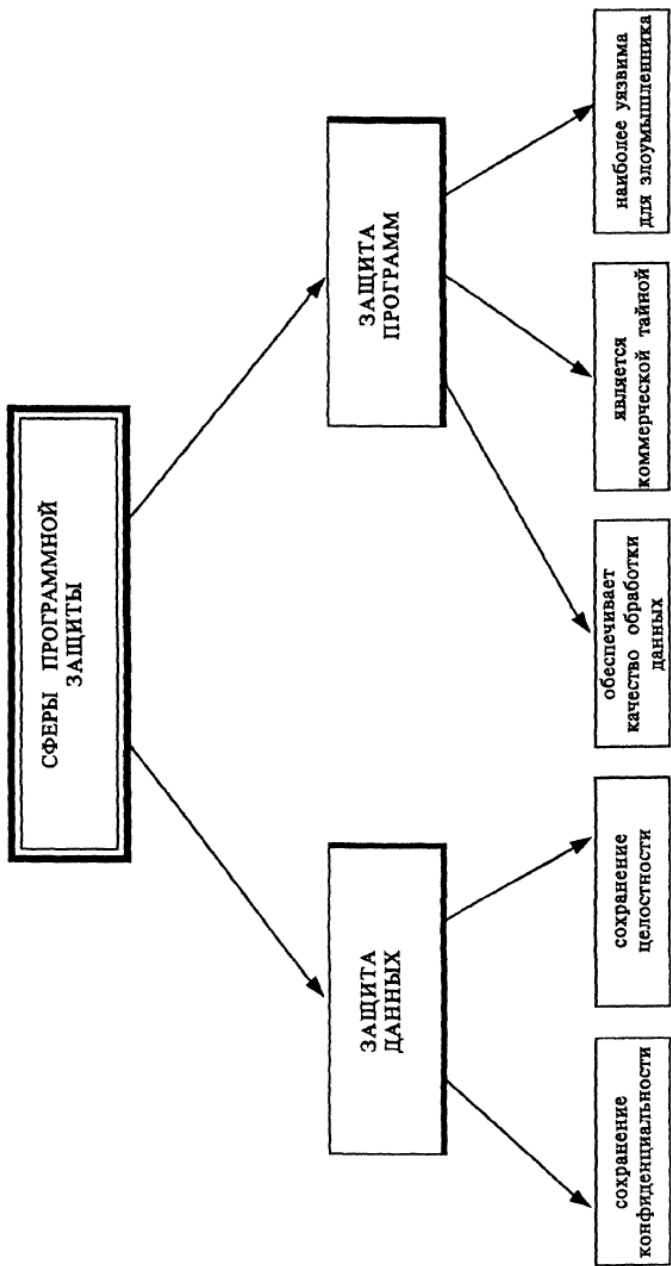 СФЕРЫ ПРОГРАММНОЙ
ЗАЩИТЫ
ЗАЩИТА
ДАННЫХ
ЗАЩИТА
ПРОГРАММ
сохранение
конфиденциальности
сохранение
целостности
обеспечивает
качество обработки
данных
является
коммерческой тайной
наиболее уязвима
для злоумышленника